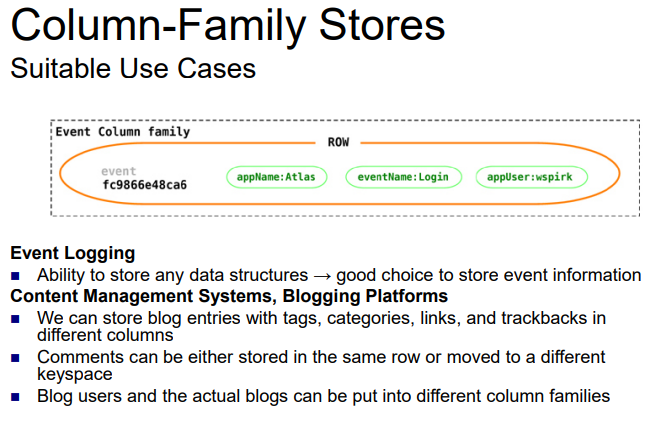 Column-Family Stores
Suitable Use Cases
Event Column family
ROW
event
fc9866e48ca6
appName:Atlas
eventName:Login
appUser:wspirk
Event Logging
■ Ability to store any data structures → good choice to store event information
Content Management Systems, Blogging Platforms
■ We can store blog entries with tags, categories, links, and trackbacks in
different columns
■ Comments can be either stored in the same row or moved to a different
keyspace
■ Blog users and the actual blogs can be put into different column families